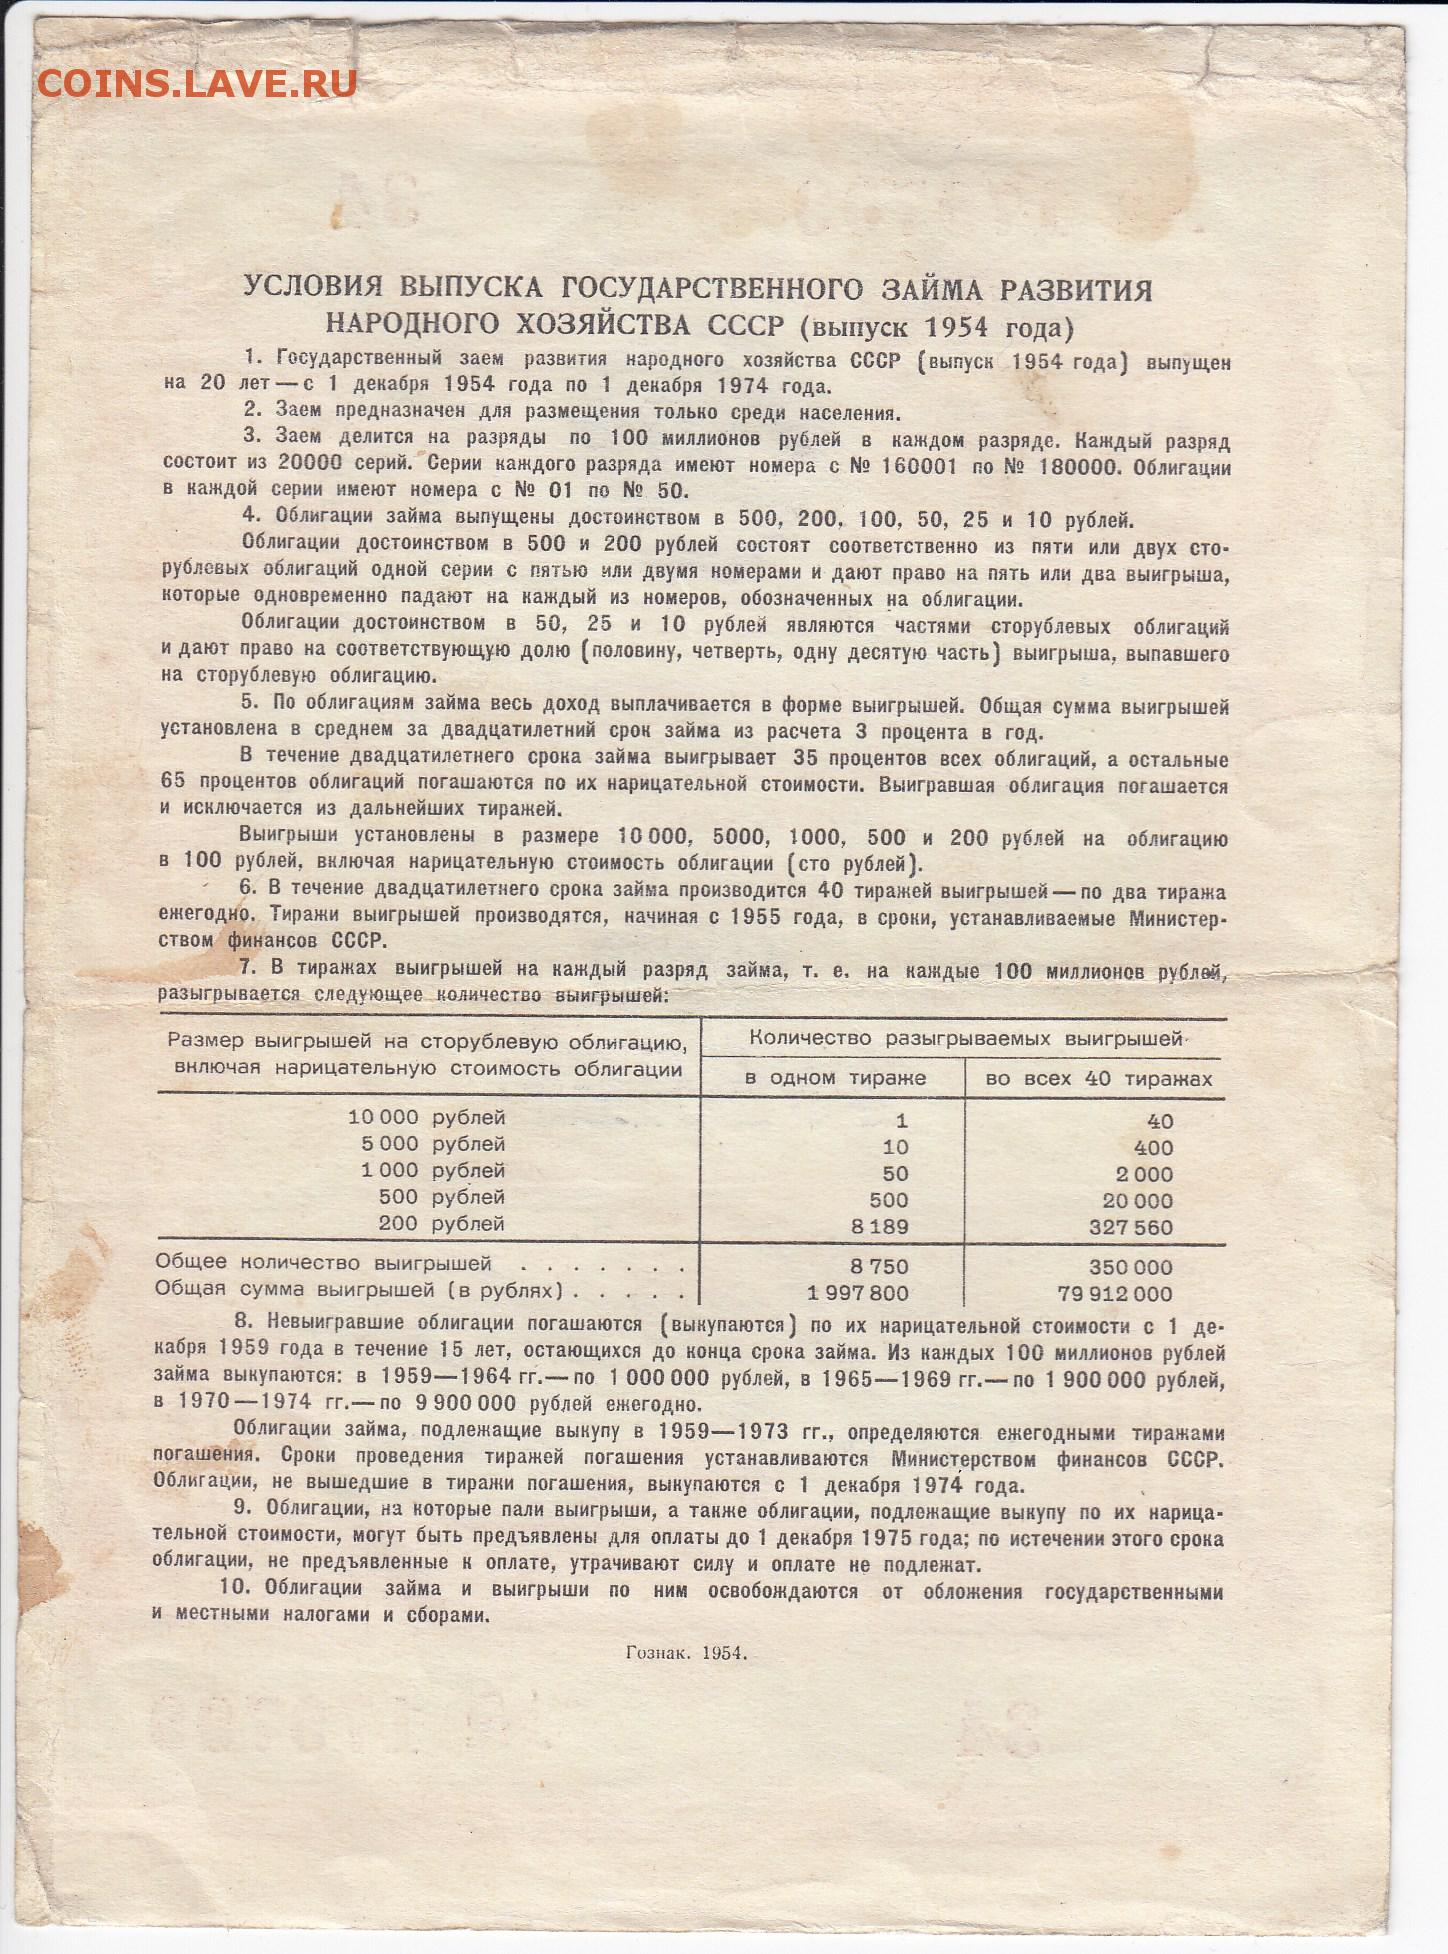 COINS.LAVE.RU
УСЛОВИЯ ВЫПУСКА ГОСУДАРСТВЕННОГО ЗАЙМА РАЗВИТИЯ
НАРОДНОГО ХОЗЯЙСТВА СССР (выпуск 1954 года)
1. Государственный заем развития народного хозяйства СССР (выпуск 1954 года) выпущен
на 20 лет — с 1 декабря 1954 года по 1 декабря 1974 года.
2. Заем предназначен для размещения только среди населения.
3. Заем делится на разряды по 100 миллионов рублей в каждом разряде. Каждый разряд
состоит из 20000 серий. Серии каждого разряда имеют номера с № 160001 по № 180000. Облигации
в каждой серии имеют номера с № 01 по № 50.
4. Облигации займа выпущены достоинством в 500, 200, 100, 50, 25 и 10 рублей.
Облигации достоинством в 500 и 200 рублей состоят соответственно из пяти или двух сто-
рублевых облигаций одной серии с пятью или двумя номерами и дают право на пять или два выигрыша,
которые одновременно падают на каждый из номеров, обозначенных на облигации.
Облигации достоинством в 50, 25 и 10 рублей являются частями сторублевых облигаций
и дают право на соответствующую долю (половину, четверть, одну десятую часть) выигрыша, выпавшего
на сторублевую облигацию.
5. По облигациям займа весь доход выплачивается в форме выигрышей. Общая сумма выигрышей
установлена в среднем за двадцатилетний срок займа из расчета 3 процента в год.
В течение двадцатилетнего срока займа выигрывает 35 процентов всех облигаций, а остальные
65 процентов облигаций погашаются по их нарицательной стоимости. Выигравшая облигация погашается
и исключается из дальнейших тиражей.
Выигрыши установлены в размере 10 000, 5000, 1000, 500 и 200 рублей на облигацию
в 100 рублей, включая нарицательную стоимость облигации (сто рублей).
6. В течение двадцатилетнего срока займа производится 40 тиражей выигрышей — по два тиража
ежегодно. Тиражи выигрышей производятся, начиная с 1955 года, в сроки, устанавливаемые Министер-
ством финансов СССР.
7. В тиражах выигрышей на каждый разряд займа, т. е. на каждые 100 миллионов рублей,
разыгрывается следующее количество выигрышей:
Размер выигрышей на сторублевую облигацию, Количество разыгрываемых выигрышей
включая нарицательную стоимость облигации в одном тираже во всех 40 тиражах
10 000 рублей 1 40
5 000 рублей 10 400
1 000 рублей 50 2 000
500 рублей 500 20 000
200 рублей 8 189 327 560
Общее количество выигрышей . . . . . . . 8 750 350 000
Общая сумма выигрышей (в рублях) . . . . . 1 997 800 79 912 000
8. Невыигравшие облигации погашаются (выкупаются) по их нарицательной стоимости с 1 де-
кабря 1959 года в течение 15 лет, остающихся до конца срока займа. Из каждых 100 миллионов рублей
займа выкупаются: в 1959—1964 гг.— по 1 000 000 рублей, в 1965—1969 гг.— по 1 900 000 рублей,
в 1970—1974 гг.— по 9 900 000 рублей ежегодно.
Облигации займа, подлежащие выкупу в 1959—1973 гг., определяются ежегодными тиражами
погашения. Сроки проведения тиражей погашения устанавливаются Министерством финансов СССР.
Облигации, не вышедшие в тиражи погашения, выкупаются с 1 декабря 1974 года.
9. Облигации, на которые пали выигрыши, а также облигации, подлежащие выкупу по их нарица-
тельной стоимости, могут быть предъявлены для оплаты до 1 декабря 1975 года; по истечении этого срока
облигации, не предъявленные к оплате, утрачивают силу и оплате не подлежат.
10. Облигации займа и выигрыши по ним освобождаются от обложения государственными
и местными налогами и сборами.
Гознак. 1954.